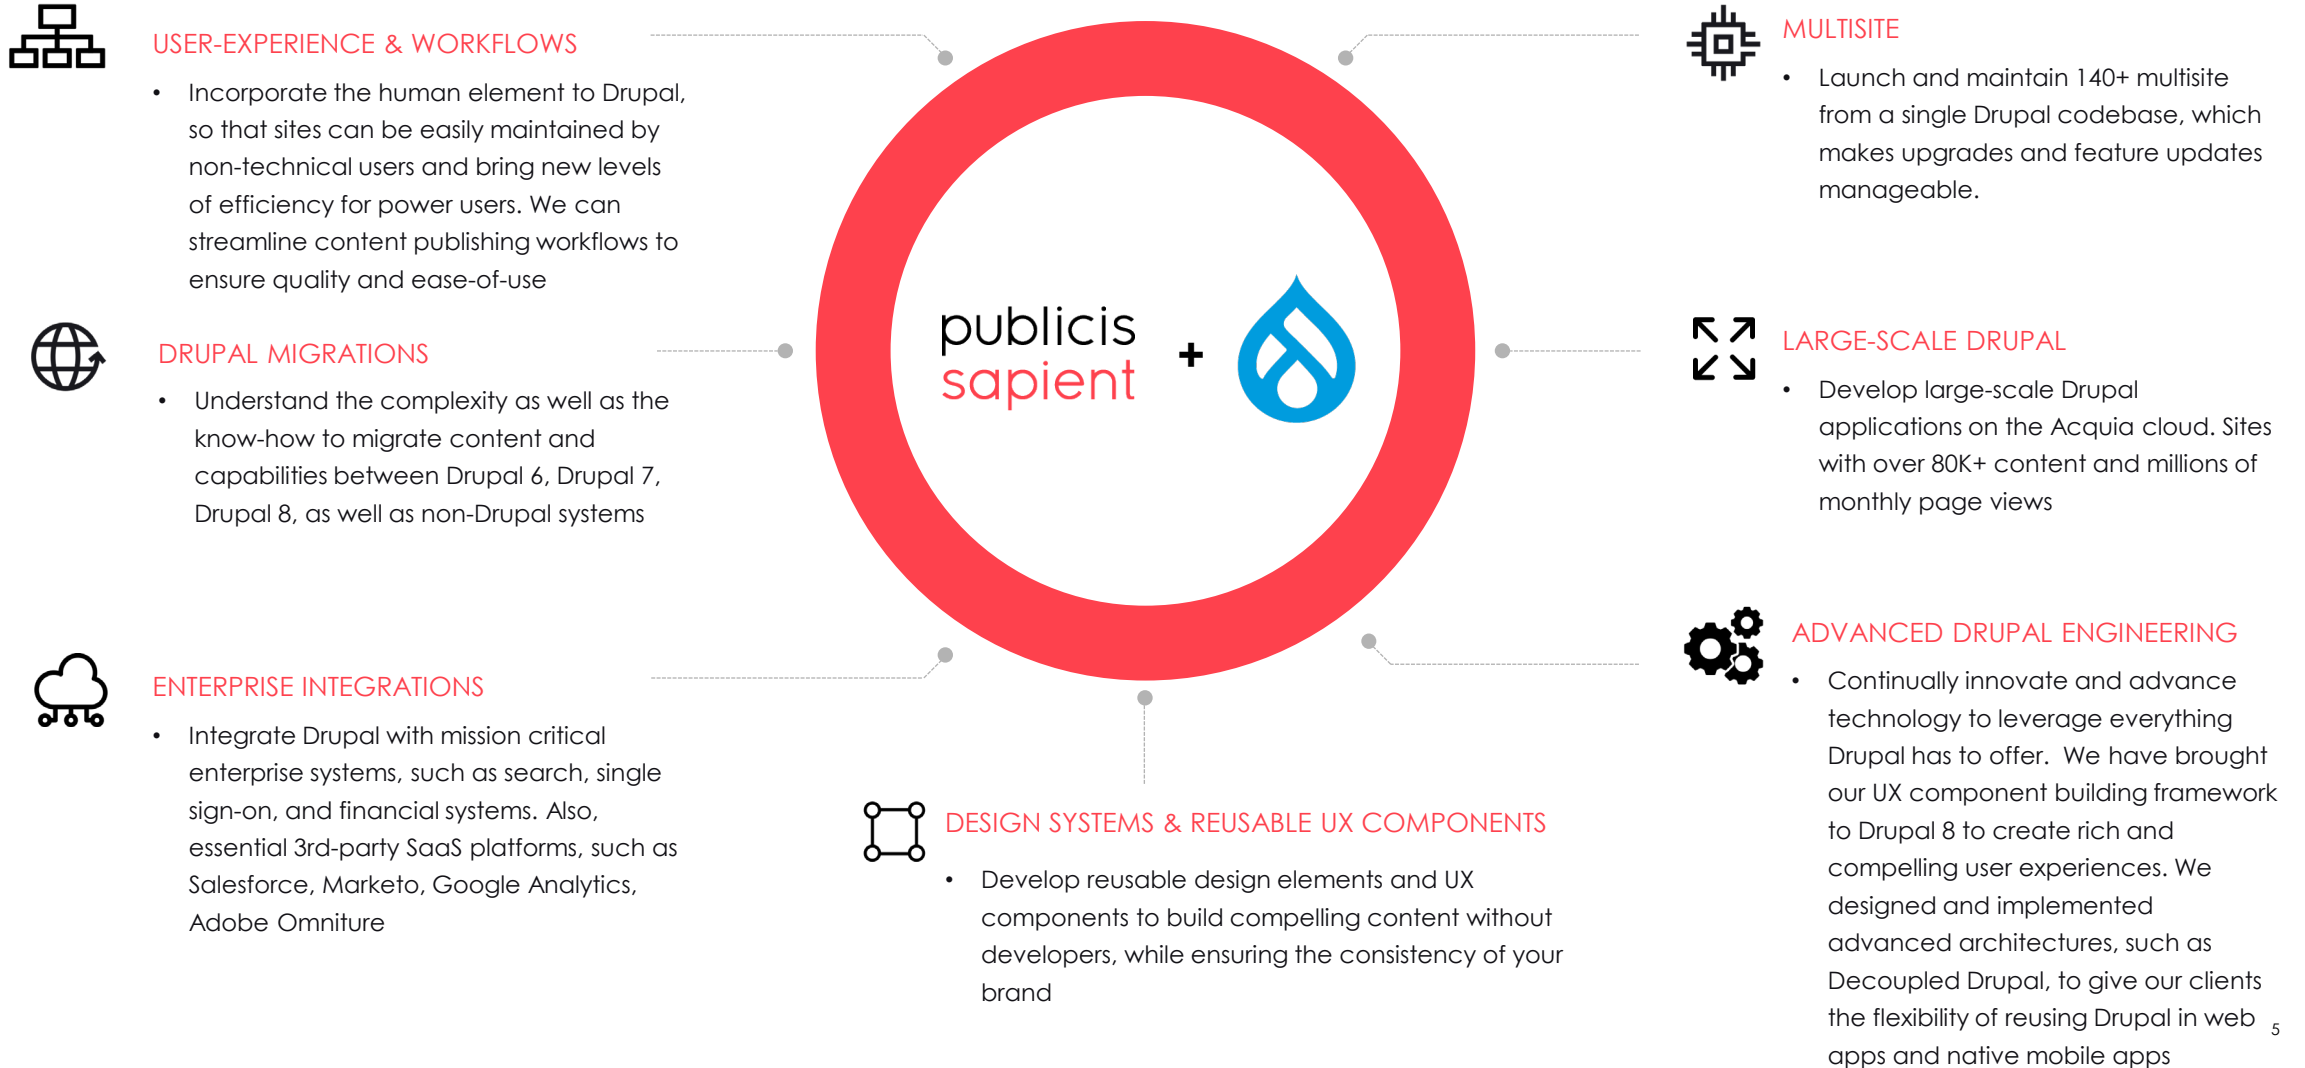 USER-EXPERIENCE & WORKFLOWS
• Incorporate the human element to Drupal,
so that sites can be easily maintained by
non-technical users and bring new levels
of efficiency for power users. We can
streamline content publishing workflows to
ensure quality and ease-of-use
DRUPAL MIGRATIONS
• Understand the complexity as well as the
know-how to migrate content and
capabilities between Drupal 6, Drupal 7,
Drupal 8, as well as non-Drupal systems
ENTERPRISE INTEGRATIONS
• Integrate Drupal with mission critical
enterprise systems, such as search, single
sign-on, and financial systems. Also,
essential 3rd-party SaaS platforms, such as
Salesforce, Marketo, Google Analytics,
Adobe Omniture
publicis
sapient
+
DESIGN SYSTEMS & REUSABLE UX COMPONENTS
• Develop reusable design elements and UX
components to build compelling content without
developers, while ensuring the consistency of your
brand
MULTISITE
• Launch and maintain 140+ multisite
from a single Drupal codebase, which
makes upgrades and feature updates
manageable.
LARGE-SCALE DRUPAL
• Develop large-scale Drupal
applications on the Acquia cloud. Sites
with over 80K+ content and millions of
monthly page views
ADVANCED DRUPAL ENGINEERING
• Continually innovate and advance
technology to leverage everything
Drupal has to offer.  We have brought
our UX component building framework
to Drupal 8 to create rich and
compelling user experiences. We
designed and implemented
advanced architectures, such as
Decoupled Drupal, to give our clients
the flexibility of reusing Drupal in web
apps and native mobile apps
5